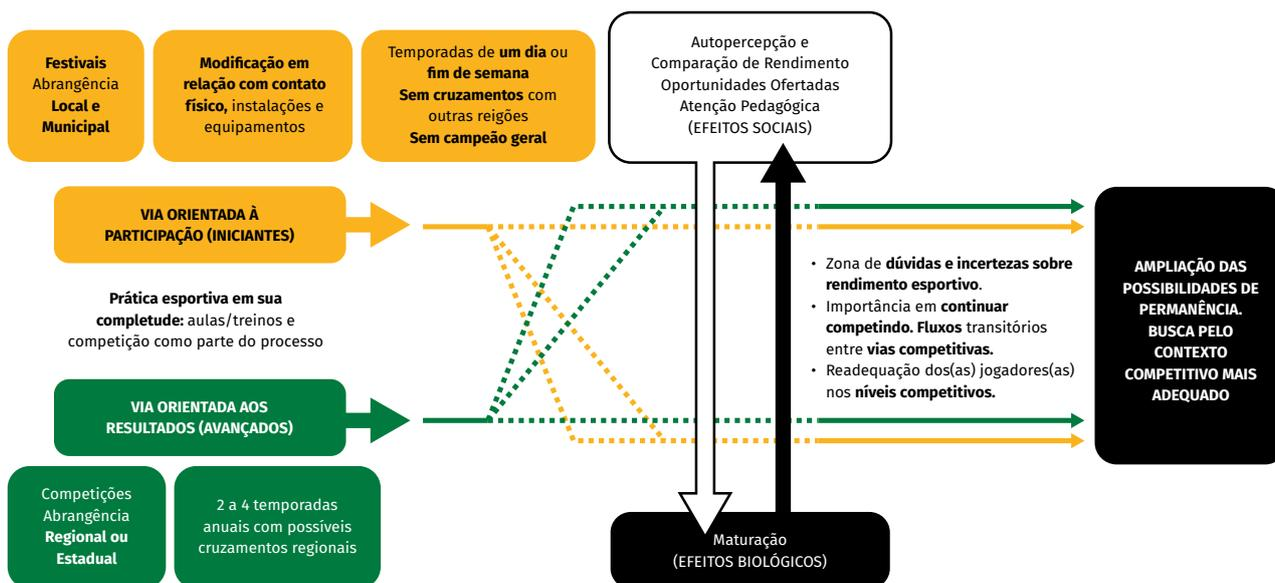 Festivais
Abrangência
Local e
Municipal
Modificação em
relação com contato
físico, instalações e
equipamentos
Temporadas de um dia ou
fim de semana
Sem cruzamentos com
outras reigões
Sem campeão geral
Autopercepção e
Comparação de Rendimento
Oportunidades Ofertadas
Atenção Pedagógica
(EFEITOS SOCIAIS)
VIA ORIENTADA À
PARTICIPAÇÃO (INICIANTES)
Prática esportiva em sua
completude: aulas/treinos e
competição como parte do processo
VIA ORIENTADA AOS
RESULTADOS (AVANÇADOS)
Competições
Abrangência
Regional ou
Estadual
2 a 4 temporadas
anuais com possíveis
cruzamentos regionais
• Zona de dúvidas e incertezas sobre
rendimento esportivo.
• Importância em continuar
competindo. Fluxos transitórios
entre vias competitivas.
• Readequação dos(as) jogadores(as)
nos níveis competitivos.
AMPLIAÇÃO DAS
POSSIBILIDADES DE
PERMANÊNCIA.
BUSCA PELO
CONTEXTO
COMPETITIVO MAIS
ADEQUADO
Maturação
(EFEITOS BIOLÓGICOS)